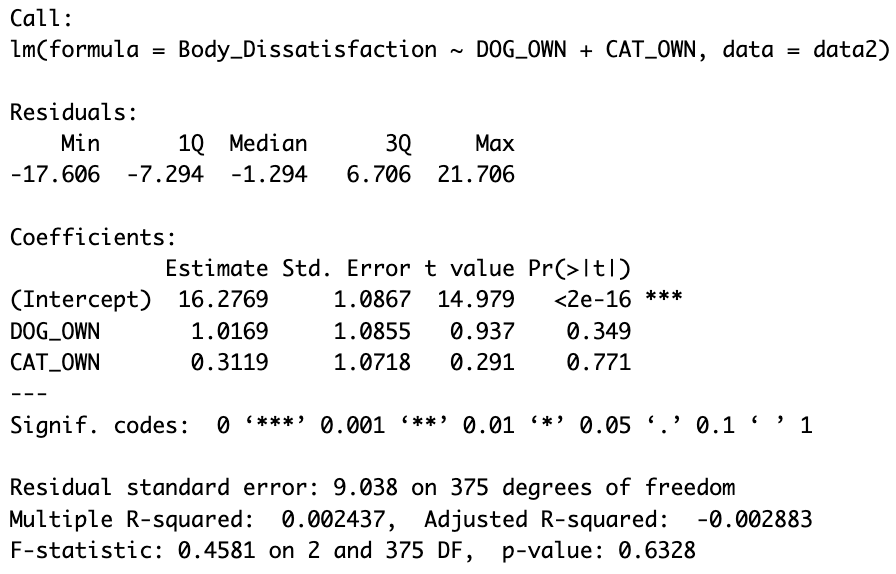 Call:
lm(formula = Body_Dissatisfaction ~ DOG_OWN + CAT_OWN, data = data2)
Residuals:
    Min      1Q  Median      3Q     Max
-17.606  -7.294  -1.294   6.706  21.706
Coefficients:
            Estimate Std. Error t value Pr(>|t|)
(Intercept)  16.2769     1.0867  14.979   <2e-16 ***
DOG_OWN       1.0169     1.0855   0.937    0.349
CAT_OWN       0.3119     1.0718   0.291    0.771
---
Signif. codes:  0 ‘***’ 0.001 ‘**’ 0.01 ‘*’ 0.05 ‘.’ 0.1 ‘ ’ 1
Residual standard error: 9.038 on 375 degrees of freedom
Multiple R-squared:  0.002437,  Adjusted R-squared:  -0.002883
F-statistic: 0.4581 on 2 and 375 DF,  p-value: 0.6328